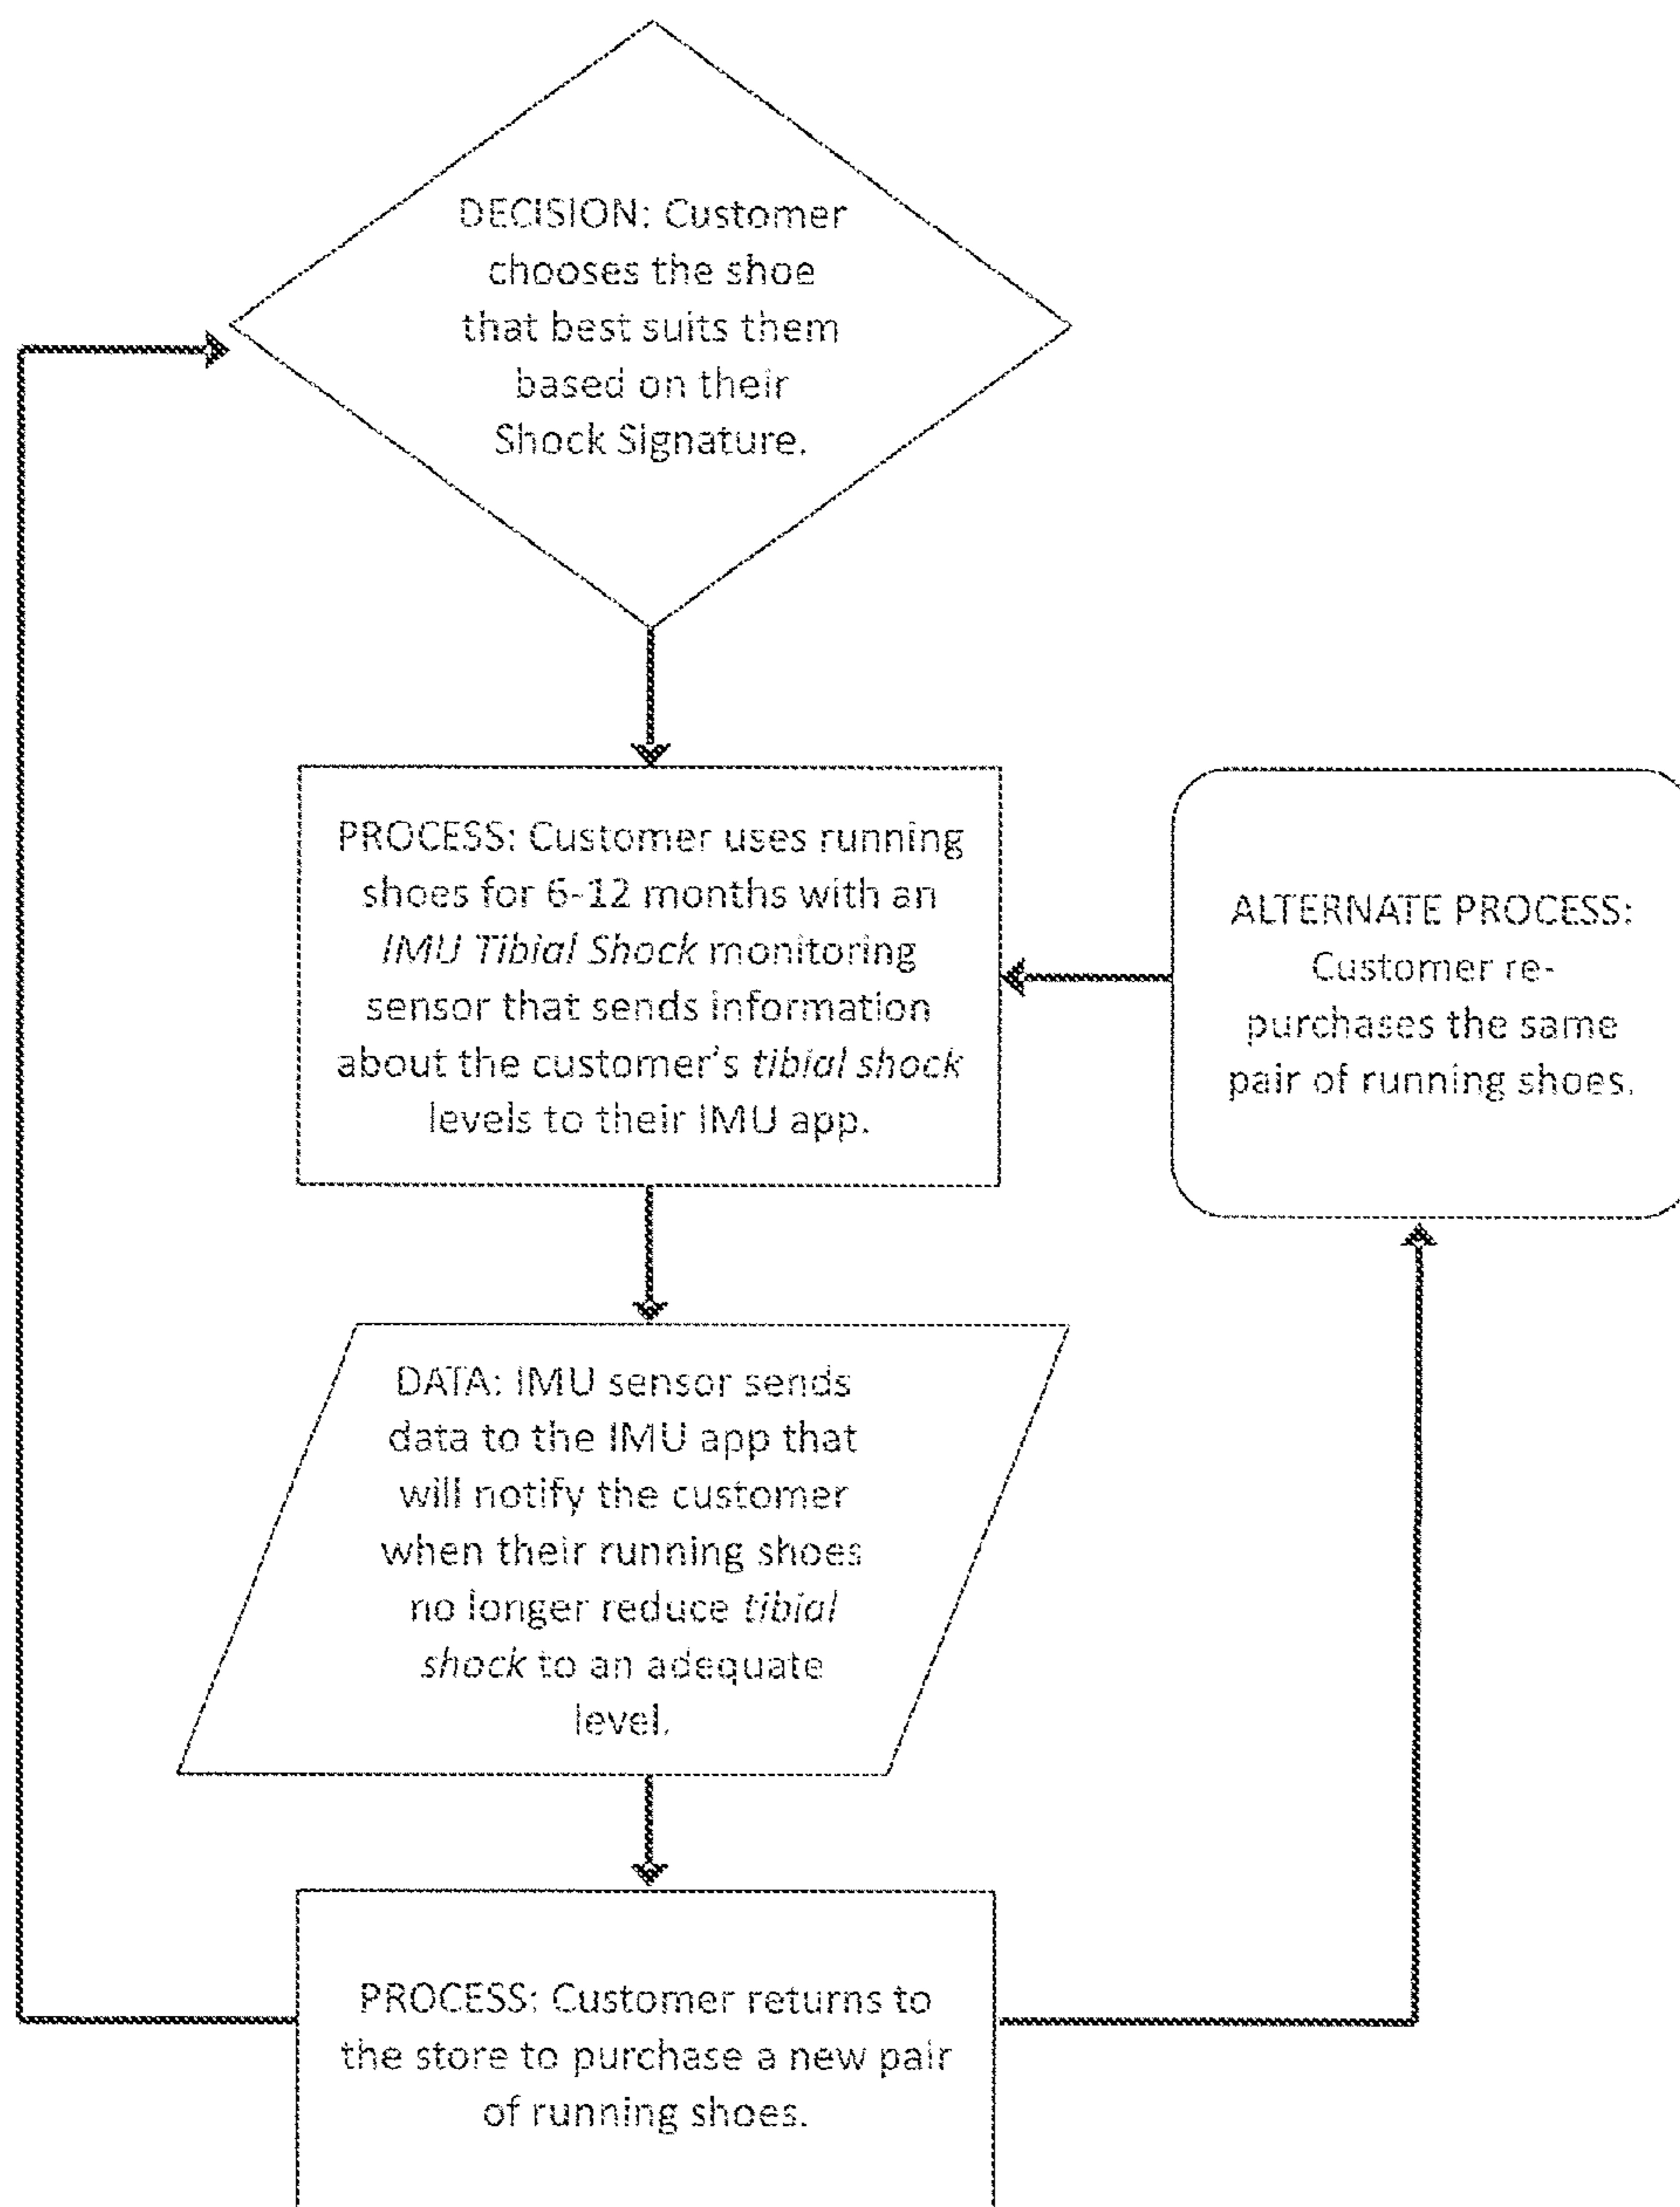 DECISION: Customer
chooses the shoe
that best suits them
based on their
Shock Signature.
PROCESS: Customer uses running
shoes for 6-12 months with an
IMU Tibial Shock monitoring
sensor that sends information
about the customer's tibial shock
levels to their IMU app.
ALTERNATE PROCESS:
Customer re-
purchases the same
pair of running shoes.
DATA: IMU sensor sends
data to the IMU app that
will notify the customer
when their running shoes
no longer reduce tibial
shock to an adequate
level.
PROCESS: Customer returns to
the store to purchase a new pair
of running shoes.